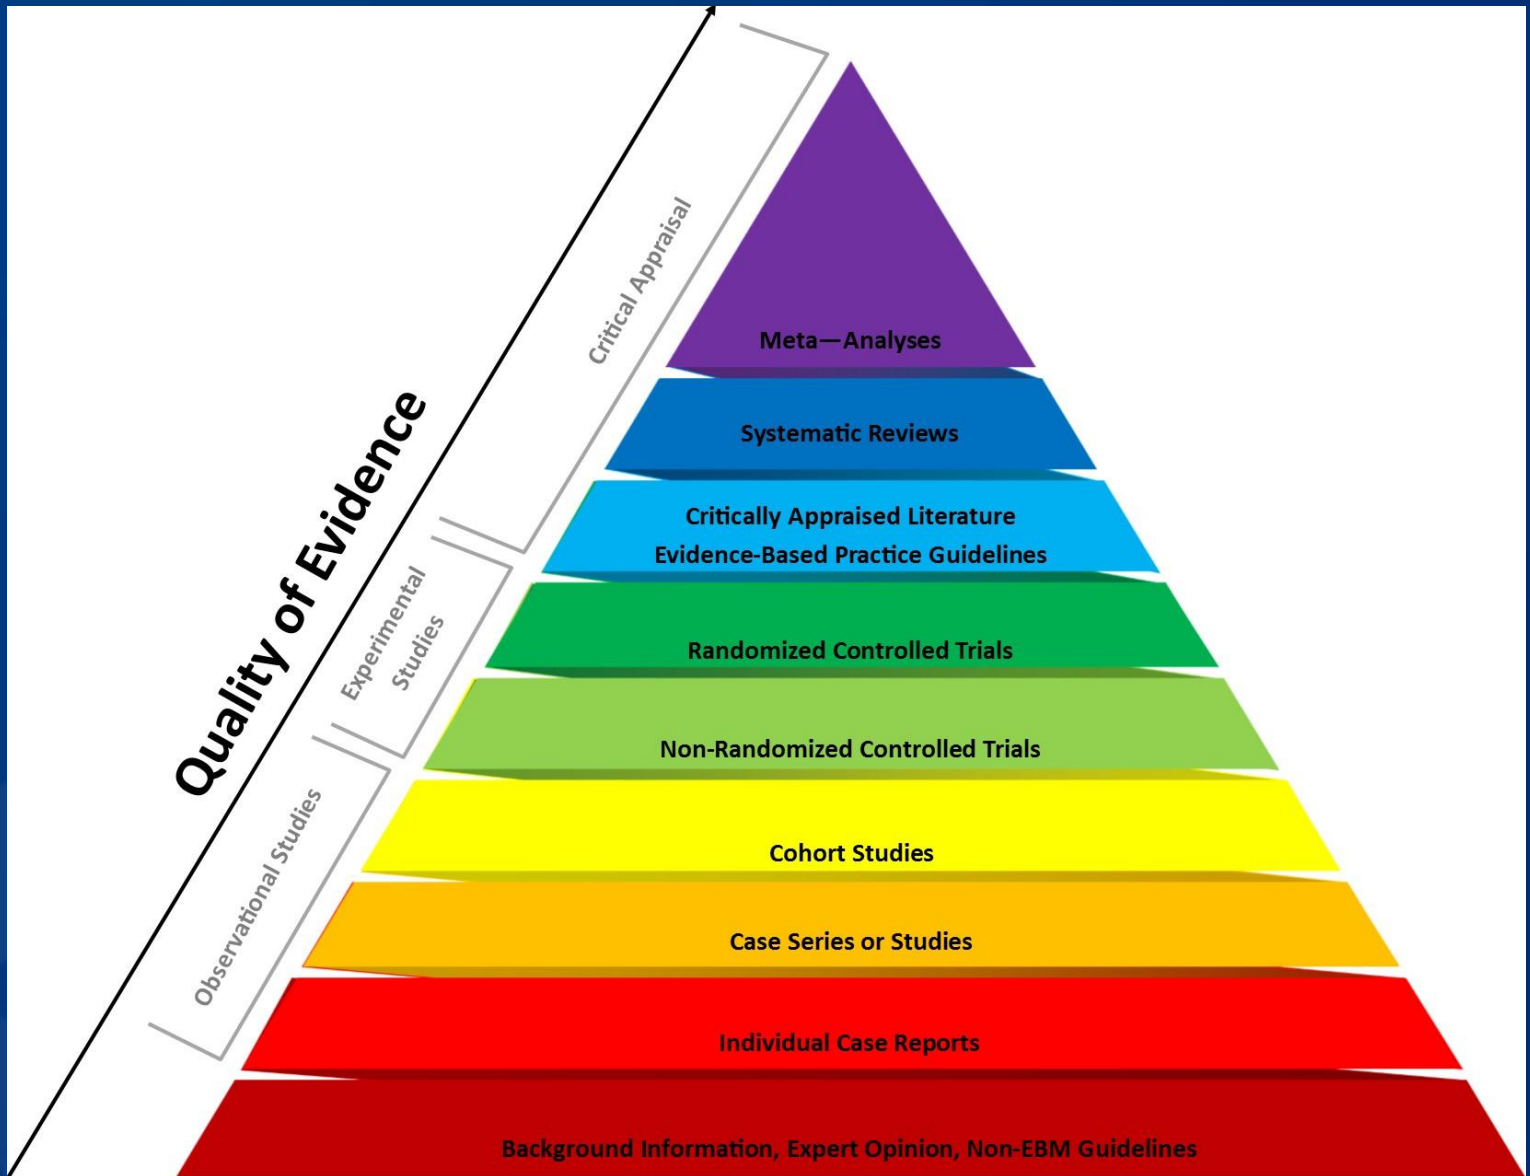 Quality of Evidence
Critical Appraisal
Experimental
Studies
Observational Studies
Meta—Analyses
Systematic Reviews
Critically Appraised Literature
Evidence-Based Practice Guidelines
Randomized Controlled Trials
Non-Randomized Controlled Trials
Cohort Studies
Case Series or Studies
Individual Case Reports
Background Information, Expert Opinion, Non-EBM Guidelines